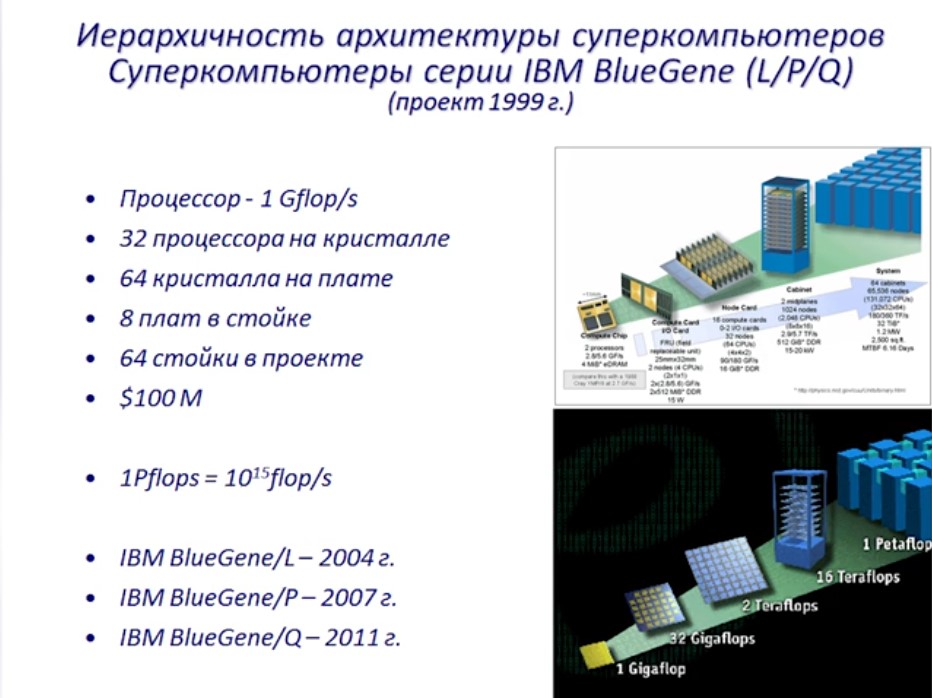 Иерархичность архитектуры суперкомпьютеров
Суперкомпьютеры серии IBM BlueGene (L/P/Q)
(проект 1999 г.)
• Процессор - 1 Gflop/s
• 32 процессора на кристалле
• 64 кристалла на плате
• 8 плат в стойке
• 64 стойки в проекте
• $100 M
• 1Pflops = 10¹⁵flop/s
• IBM BlueGene/L – 2004 г.
• IBM BlueGene/P – 2007 г.
• IBM BlueGene/Q – 2011 г.
Compute Chip
2 processors
2.8/5.6 GF/s
4 MiB* eDRAM
Compute Card
I/O Card
FRU (field
replaceable unit)
25mmx32mm
2 nodes (4 CPUs)
(2x1x1)
2x(2.8/5.6) GF/s
2x512 MiB* DDR
15 W
Node Card
16 compute cards
0-2 I/O cards
32 nodes
(64 CPUs)
(4x4x2)
90/180 GF/s
16 GiB* DDR
Cabinet
2 midplanes
1024 nodes
(2,048 CPUs)
(8x8x16)
2.9/5.7 TF/s
512 GiB* DDR
15-20 kW
System
64 cabinets
65,536 nodes
(131,072 CPUs)
(32x32x64)
180/360 TF/s
32 TiB*
1.2 MW
2,500 sq.ft.
MTBF 6.16 Days
1 Gigaflop
32 Gigaflops
2 Teraflops
16 Teraflops
1 Petaflop